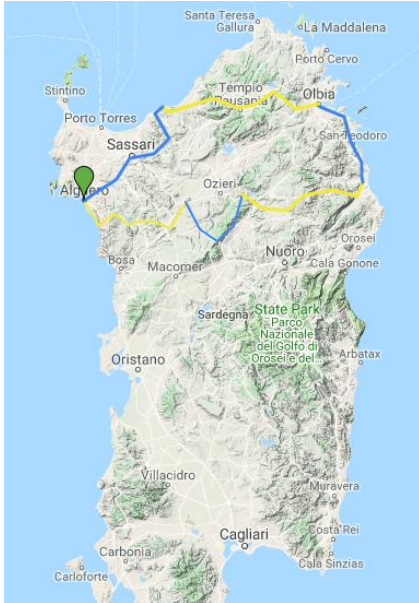 Santa Teresa
Gallura
La Maddalena
Porto Cervo
Stintino
Tempio
Pausania
Olbia
Porto Torres
San Teodoro
Sassari
Alghero
Ozieri
Orosei
Bosa
Nuoro
Cala Gonone
Macomer
Sardegna
State Park
Parco
Nazionale
del Golfo di
Orosei e del...
Arbatax
Oristano
Villacidro
Muravera
Costa Rei
Cagliari
Carbonia
Cala Sinzias
Carloforte